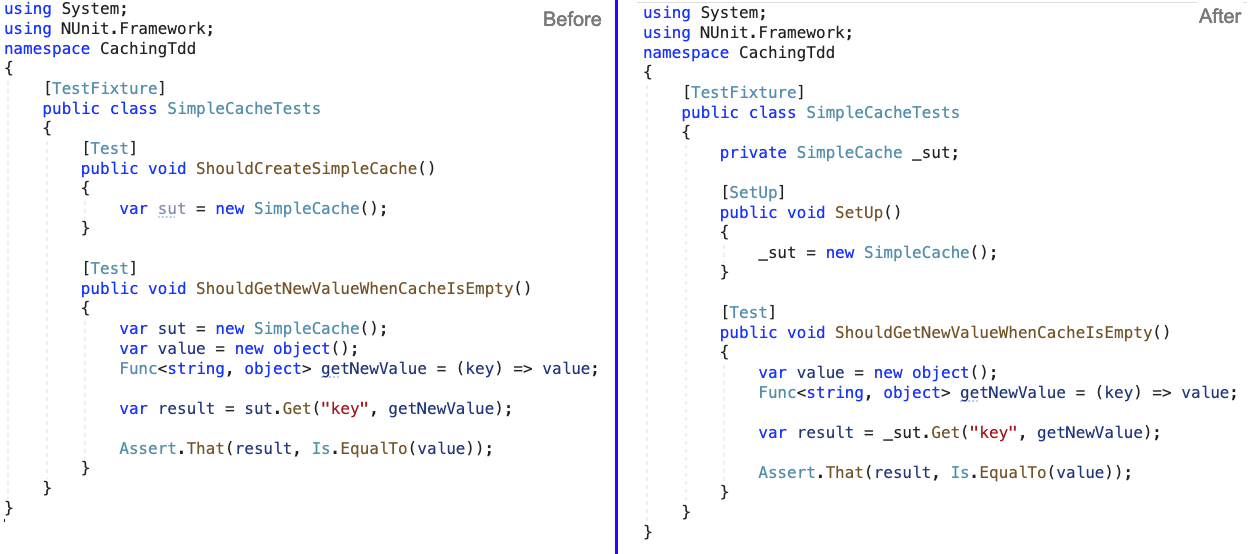 Before
using System;
using NUnit.Framework;
namespace CachingTdd
{
    [TestFixture]
    public class SimpleCacheTests
    {
        [Test]
        public void ShouldCreateSimpleCache()
        {
            var sut = new SimpleCache();
        }

        [Test]
        public void ShouldGetNewValueWhenCacheIsEmpty()
        {
            var sut = new SimpleCache();
            var value = new object();
            Func<string, object> getNewValue = (key) => value;

            var result = sut.Get("key", getNewValue);

            Assert.That(result, Is.EqualTo(value));
        }
    }
}
After
using System;
using NUnit.Framework;
namespace CachingTdd
{
    [TestFixture]
    public class SimpleCacheTests
    {
        private SimpleCache _sut;

        [SetUp]
        public void SetUp()
        {
            _sut = new SimpleCache();
        }

        [Test]
        public void ShouldGetNewValueWhenCacheIsEmpty()
        {
            var value = new object();
            Func<string, object> getNewValue = (key) => value;

            var result = _sut.Get("key", getNewValue);

            Assert.That(result, Is.EqualTo(value));
        }
    }
}